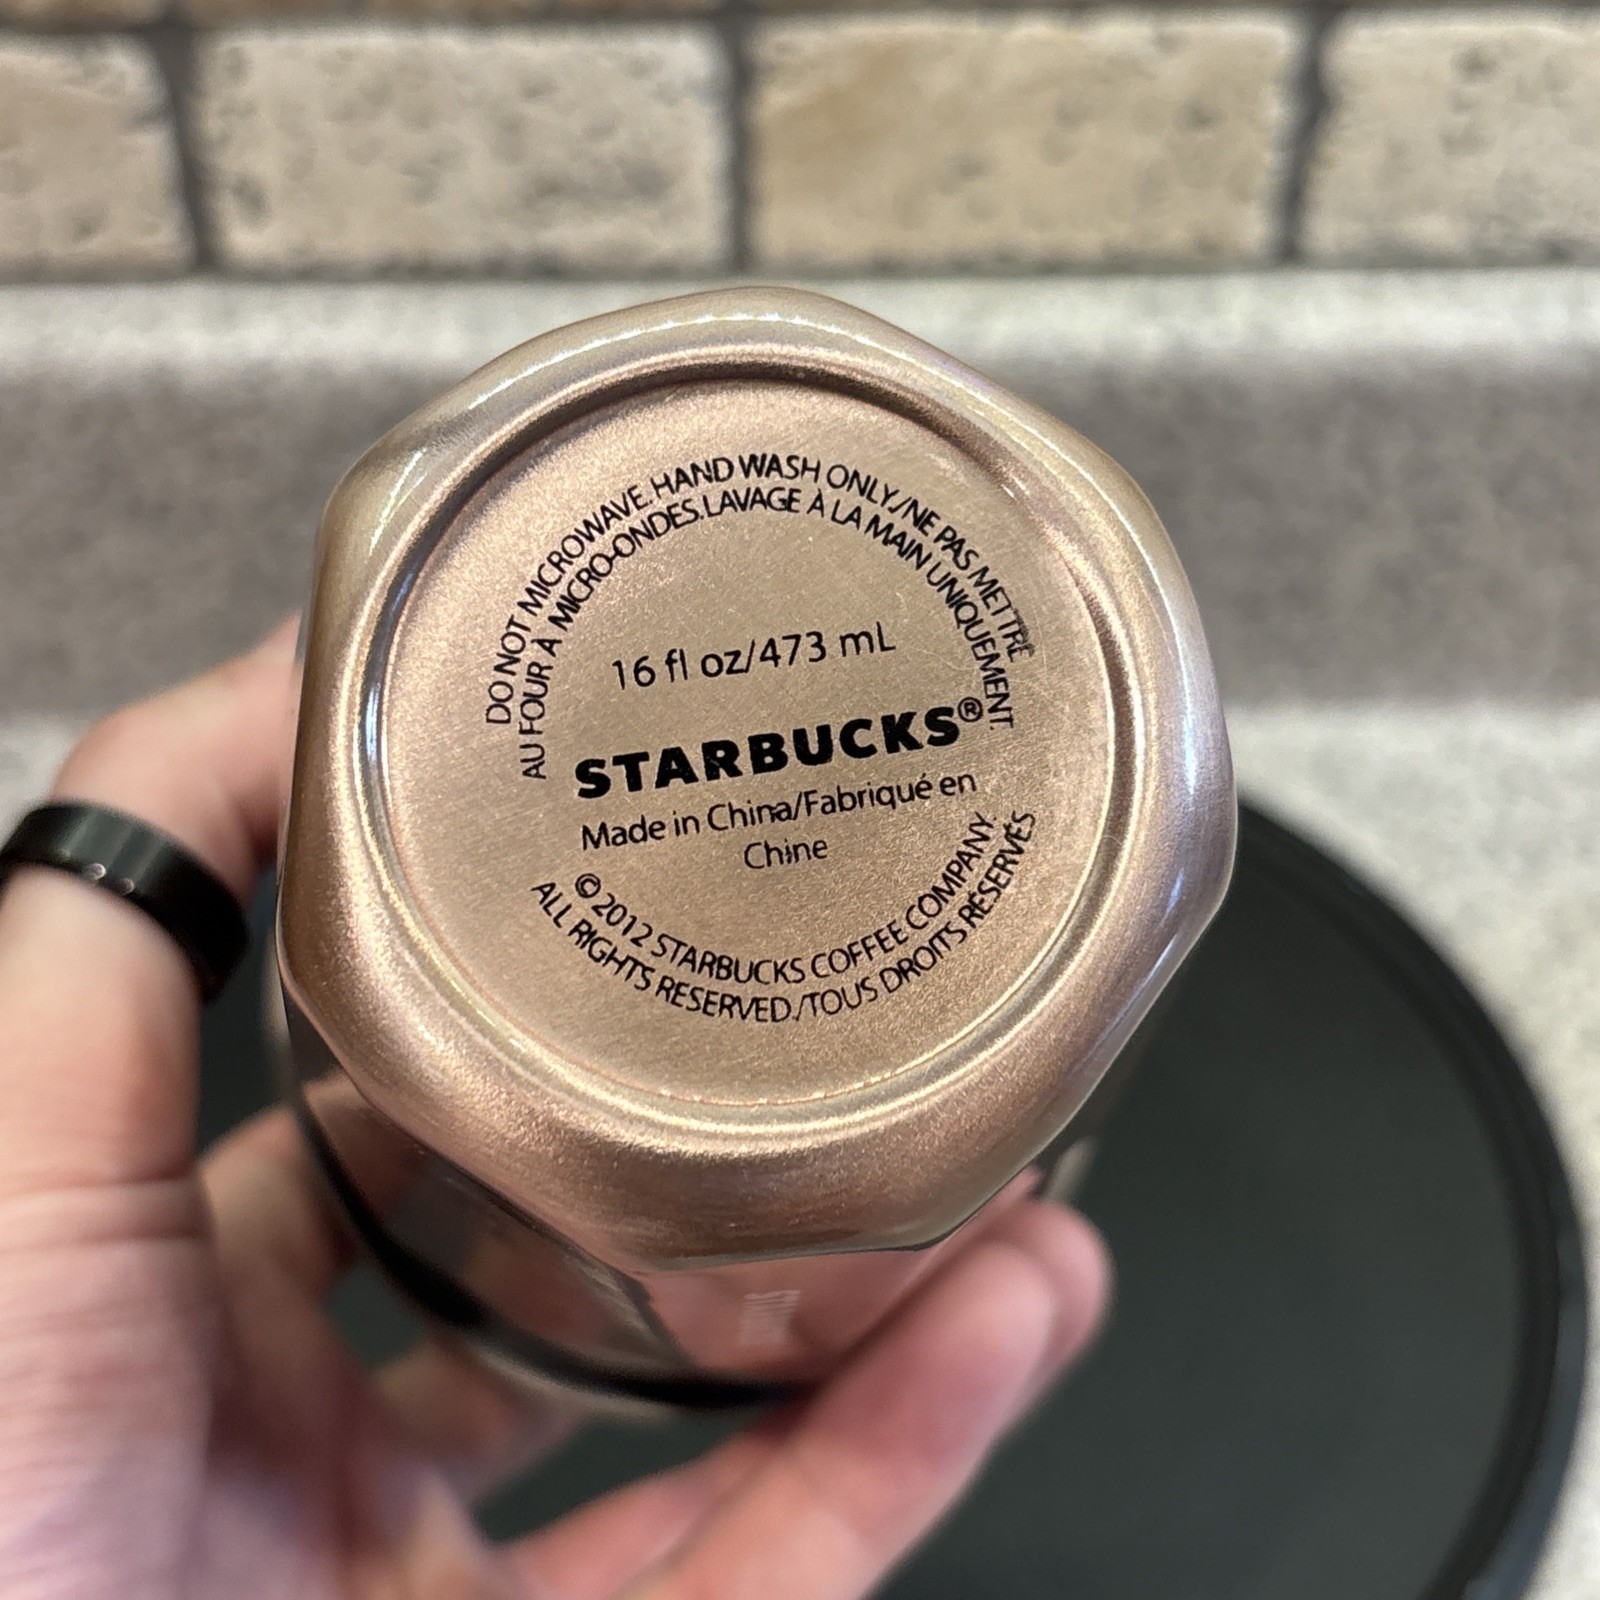 DO NOT MICROWAVE. HAND WASH ONLY./NE PAS METTRE
AU FOUR À MICRO-ONDES. LAVAGE À LA MAIN UNIQUEMENT.
16 fl oz/473 mL
STARBUCKS®
Made in China/Fabriqué en
Chine
©2012 STARBUCKS COFFEE COMPANY.
ALL RIGHTS RESERVED./TOUS DROITS RÉSERVÉS